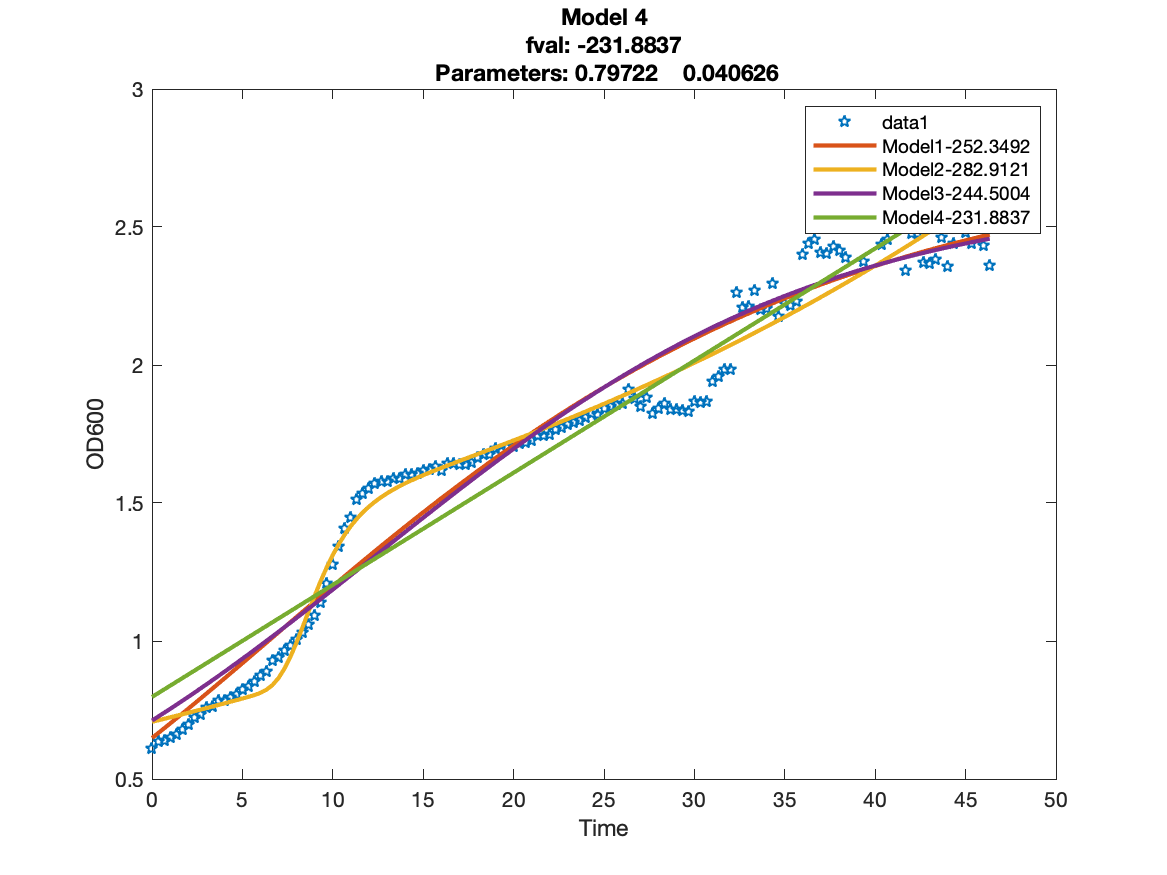 Model 4
fval: -231.8837
Parameters: 0.79722 0.040626
3
2.5
2
1.5
1
0.5
OD600
0 5 10 15 20 25 30 35 40 45 50
Time
data1
Model1-252.3492
Model2-282.9121
Model3-244.5004
Model4-231.8837